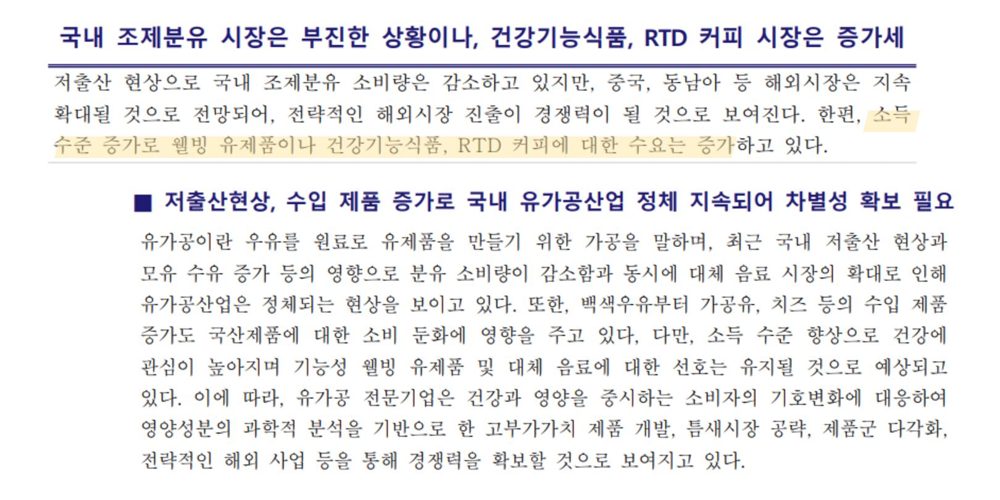 국내 조제분유 시장은 부진한 상황이나, 건강기능식품, RTD 커피 시장은 증가세
저출산 현상으로 국내 조제분유 소비량은 감소하고 있지만, 중국, 동남아 등 해외시장은 지속
확대될 것으로 전망되어, 전략적인 해외시장 진출이 경쟁력이 될 것으로 보여진다. 한편, 소득
수준 증가로 웰빙 유제품이나 건강기능식품, RTD 커피에 대한 수요는 증가하고 있다.
■ 저출산현상, 수입 제품 증가로 국내 유가공산업 정체 지속되어 차별성 확보 필요
유가공이란 우유를 원료로 유제품을 만들기 위한 가공을 말하며, 최근 국내 저출산 현상과
모유 수유 증가 등의 영향으로 분유 소비량이 감소함과 동시에 대체 음료 시장의 확대로 인해
유가공산업은 정체되는 현상을 보이고 있다. 또한, 백색우유부터 가공유, 치즈 등의 수입 제품
증가도 국산제품에 대한 소비 둔화에 영향을 주고 있다, 다만, 소득 수준 향상으로 건강에
관심이 높아지며 기능성 웰빙 유제품 및 대체 음료에 대한 선호는 유지될 것으로 예상되고
있다. 이에 따라, 유가공 전문기업은 건강과 영양을 중시하는 소비자의 기호변화에 대응하여
영양성분의 과학적 분석을 기반으로 한 고부가가치 제품 개발, 틈새시장 공략, 제품군 다각화,
전략적인 해외 사업 등을 통해 경쟁력을 확보할 것으로 보여지고 있다.